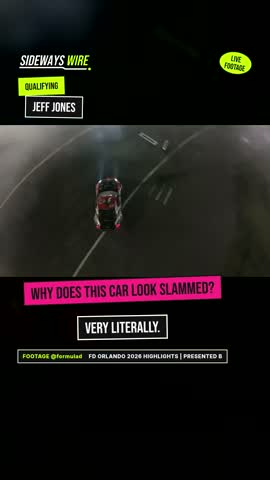 SIDEWAYS WIRE.
LIVE
FOOTAGE
QUALIFYING
JEFF JONES
WHY DOES THIS CAR LOOK SLAMMED?
VERY LITERALLY.
FOOTAGE @formulad FD ORLANDO 2026 HIGHLIGHTS | PRESENTED B